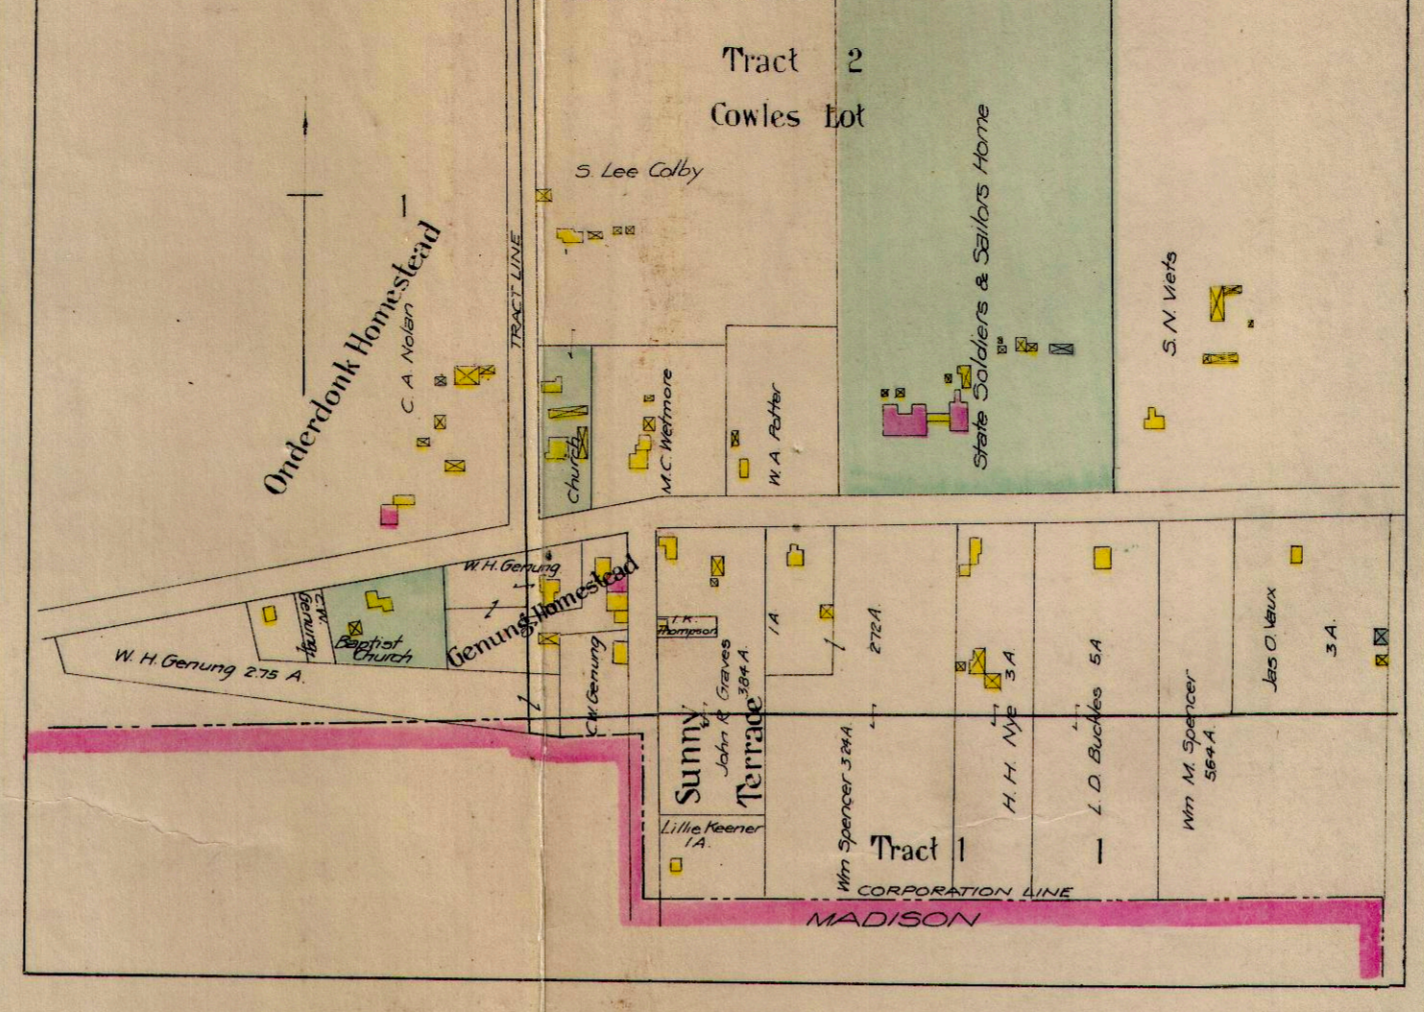 Tract 2
Cowles Lot
S. Lee Colby
State Soldiers & Sailors Home
1
Onderdonk Homestead
C. A. Nolan
TRACT LINE
S. N. Viets
Church
M.C. Wetmore
W. A. Potter
W. H. Genung
Genung Homestead
1
C.W.
Genung
Baptist
Church
W. H. Genung 2.75 A.
C.W. Genung
Thompson
1 A
2.72 A.
John R. Graves
3.84 A.
Sunny
Terrace
H. H. Nye 3 A.
L. D. Buckles 5 A
Wm M. Spencer
5.64 A.
Jas O. Vaux
3 A.
Wm Spencer 3.24 A.
Lillie Keener
1 A.
Tract 1
1
CORPORATION LINE
MADISON